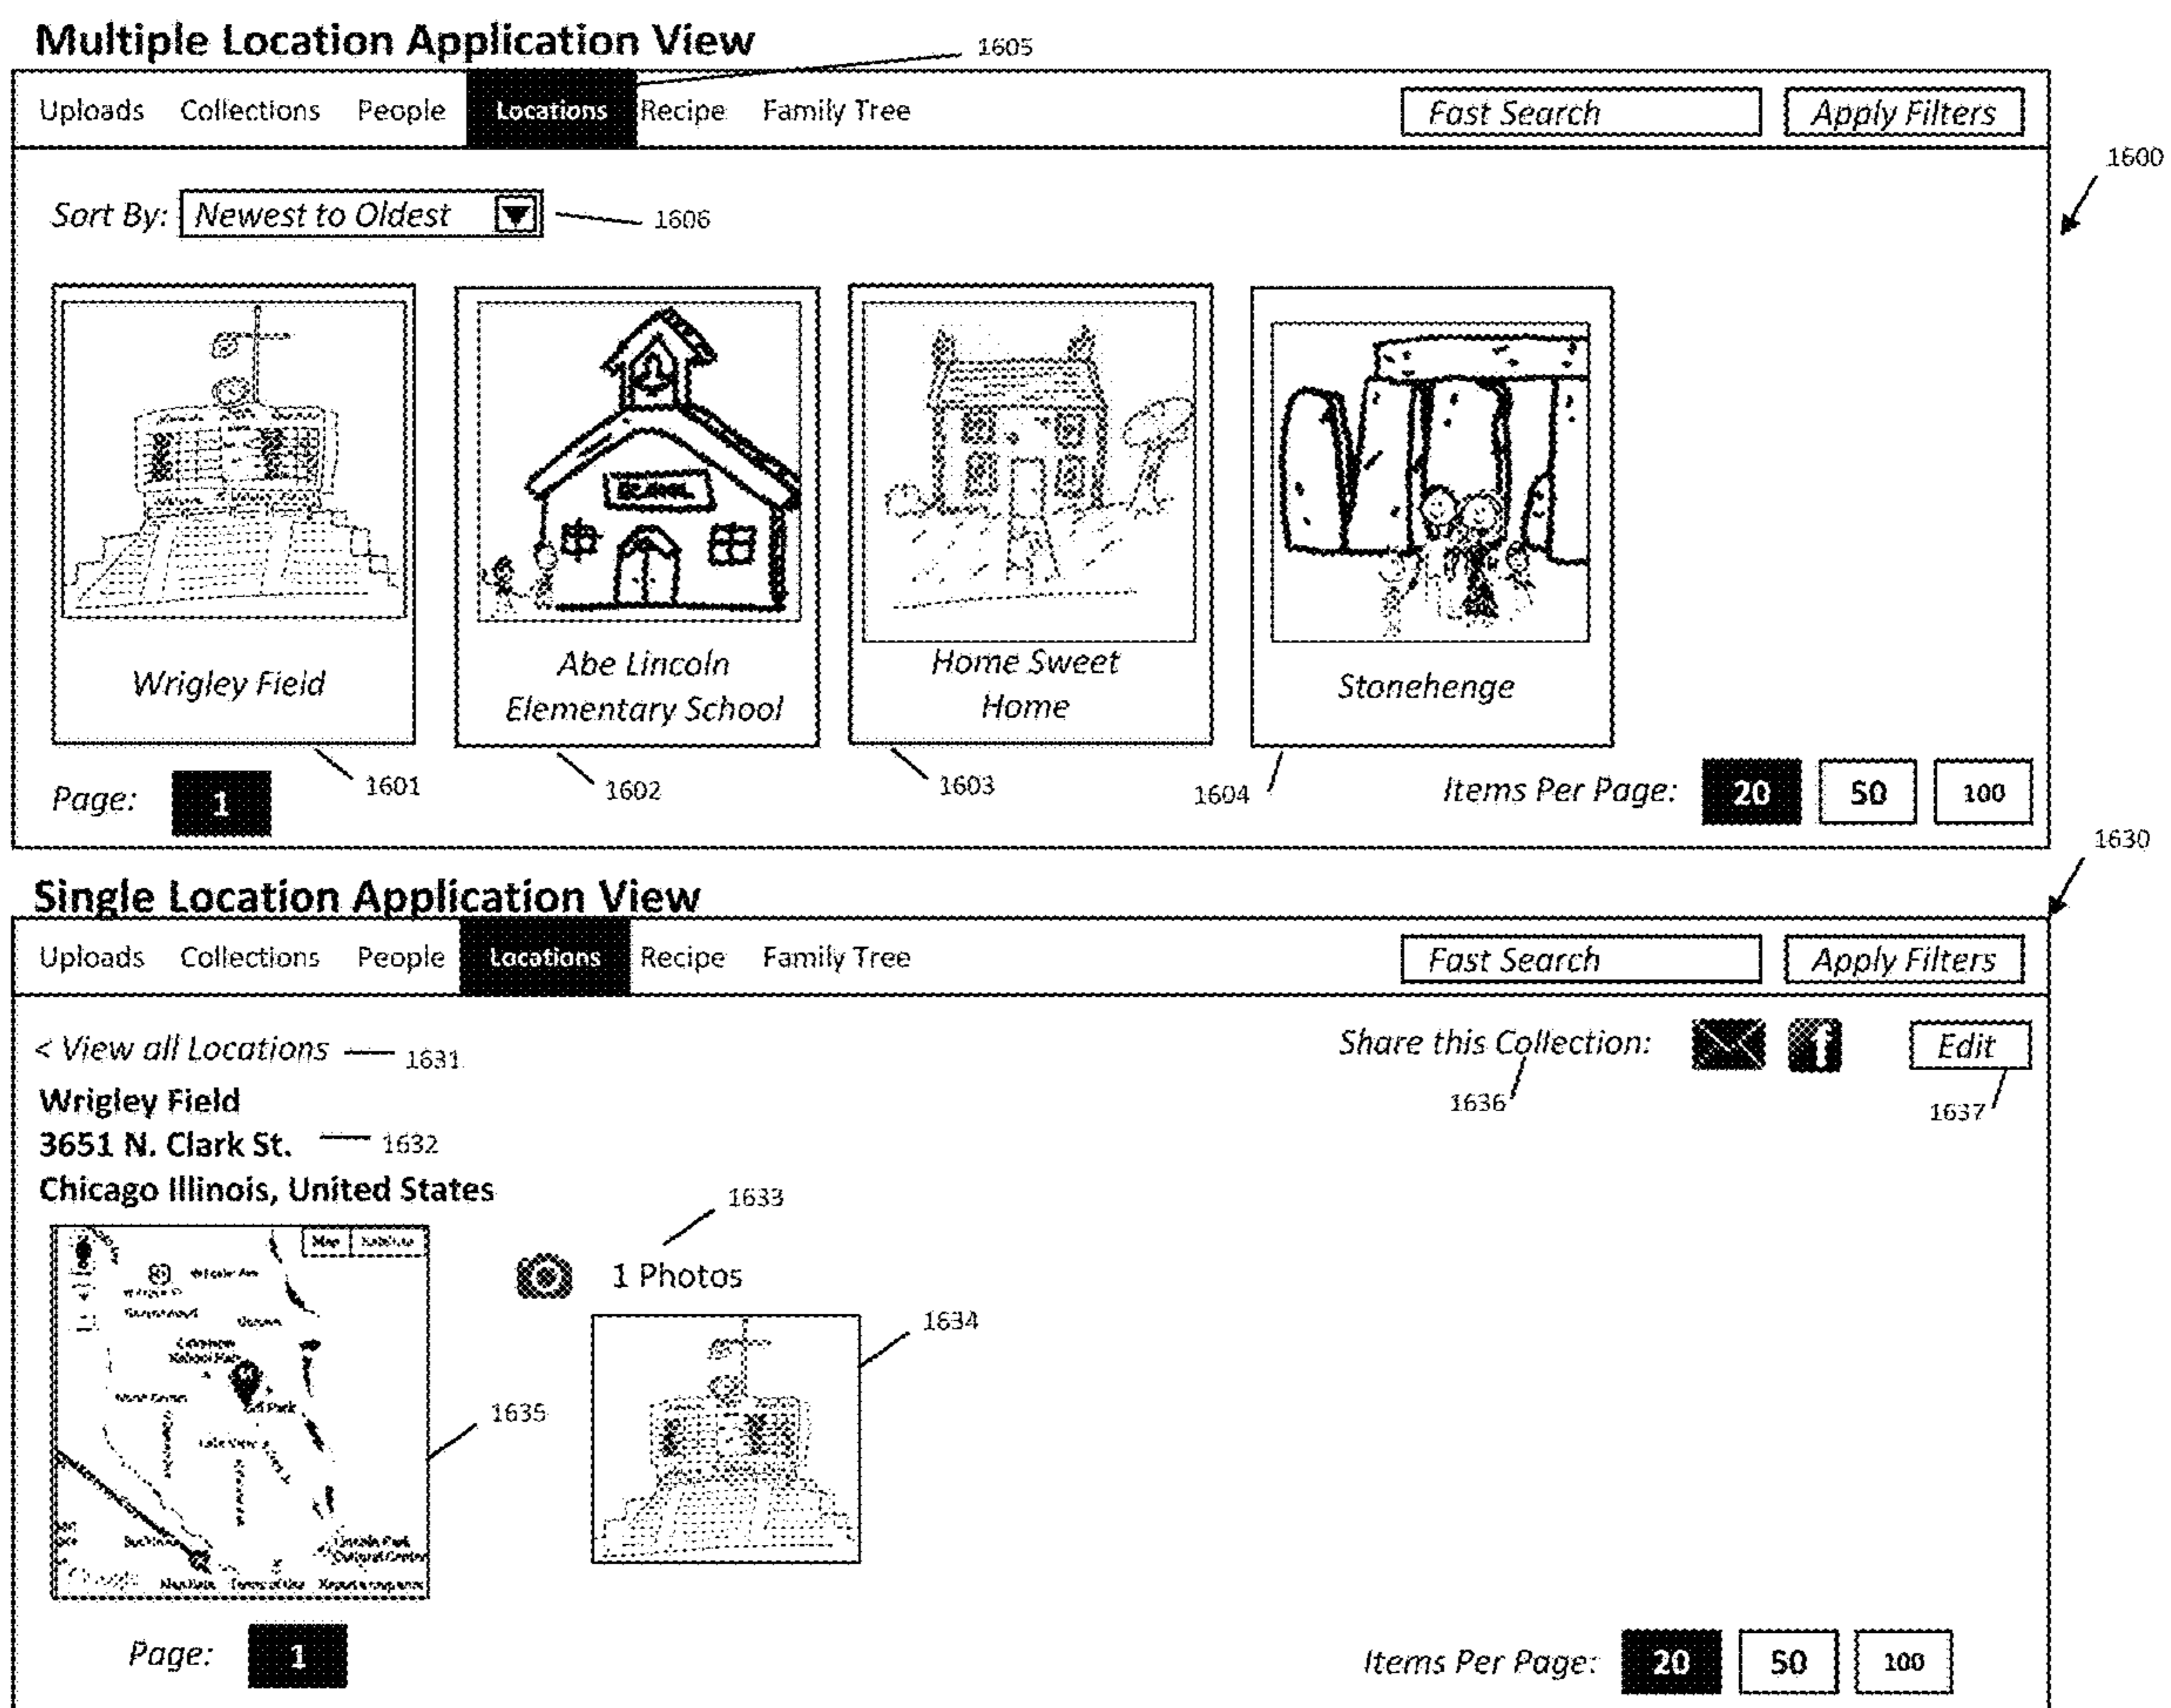 Multiple Location Application View
1605
Uploads Collections People Locations Recipe Family Tree Fast Search Apply Filters
1600
Sort By: Newest to Oldest 1606
Wrigley Field
Abe Lincoln
Elementary School
Home Sweet
Home
Stonehenge
1601 1602 1603 1604
Page: 1 Items Per Page: 20 50 100
1630
Single Location Application View
Uploads Collections People Locations Recipe Family Tree Fast Search Apply Filters
< View all Locations 1631 Share this Collection: f Edit
1636 1637
Wrigley Field
3651 N. Clark St. 1632
Chicago Illinois, United States
1633
Map
1 Photos
1634
1635
Page: 1 Items Per Page: 20 50 100